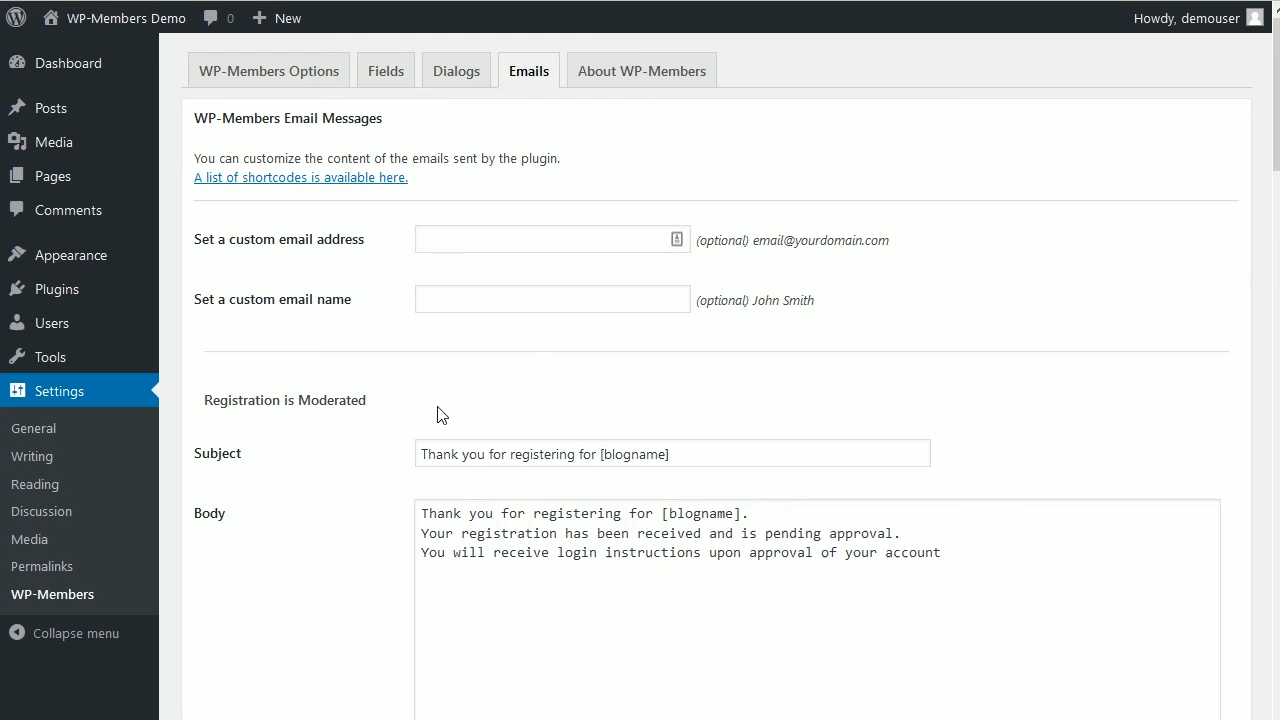 WP-Members Demo 0 New Howdy, demouser
Dashboard
Posts
Media
Pages
Comments
Appearance
Plugins
Users
Tools
Settings
General
Writing
Reading
Discussion
Media
Permalinks
WP-Members
Collapse menu
WP-Members Options Fields Dialogs Emails About WP-Members
WP-Members Email Messages
You can customize the content of the emails sent by the plugin.
A list of shortcodes is available here.
Set a custom email address (optional) email@yourdomain.com
Set a custom email name (optional) John Smith
Registration is Moderated
Subject Thank you for registering for [blogname]
Body Thank you for registering for [blogname].
Your registration has been received and is pending approval.
You will receive login instructions upon approval of your account